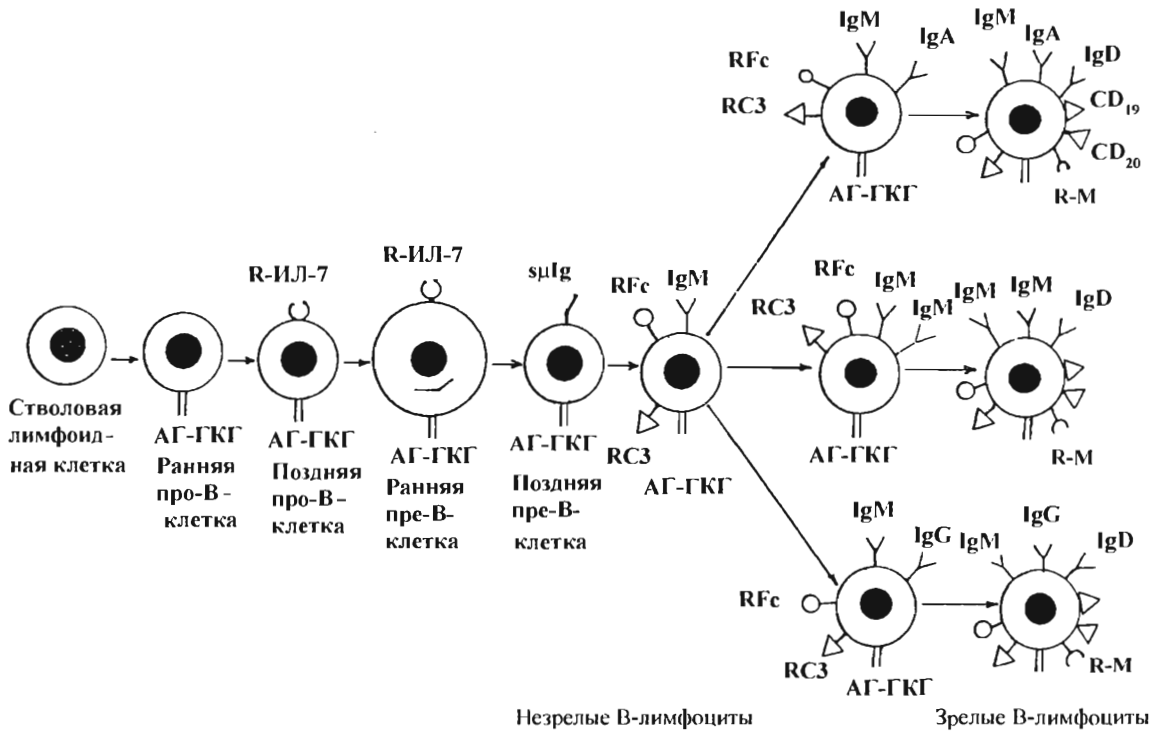 IgM
IgA
RFc
RC3
АГ-ГКГ
IgM
IgA
IgD
CD19
CD20
R-M
Стволовая
лимфоид-
ная клетка
АГ-ГКГ
Ранняя
про-В-
клетка
R-ИЛ-7
АГ-ГКГ
Поздняя
про-В-
клетка
R-ИЛ-7
АГ-ГКГ
Ранняя
пре-В-
клетка
sμIg
АГ-ГКГ
Поздняя
пре-В-
клетка
RFc
IgM
RC3
АГ-ГКГ
RFc
IgM
IgM
RC3
АГ-ГКГ
IgM
IgM
IgD
R-M
IgM
IgG
RFc
RC3
АГ-ГКГ
IgG
IgM
IgD
R-M
Незрелые В-лимфоциты
Зрелые В-лимфоциты